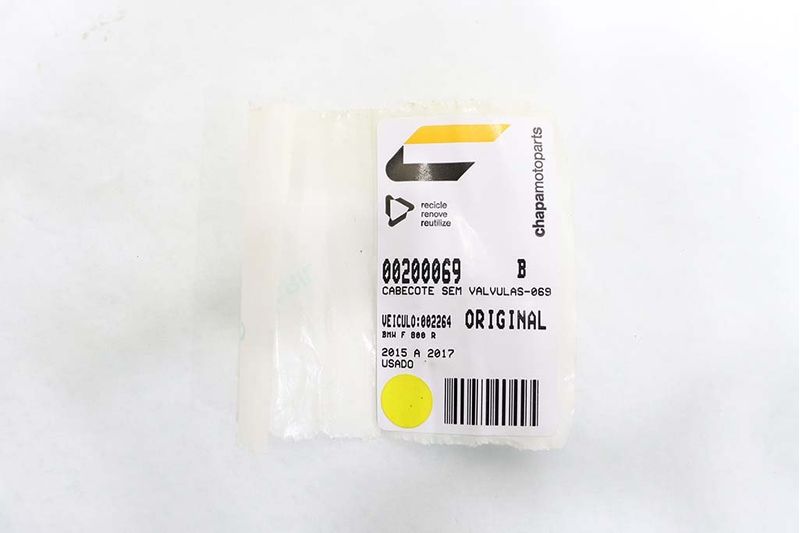 recicle
renove
reutilize
chapamotoparts
00200069 B
CABECOTE SEM VALVULAS-069
VEICULO:002264 ORIGINAL
BMW F 800 R
2015 A 2017
USADO